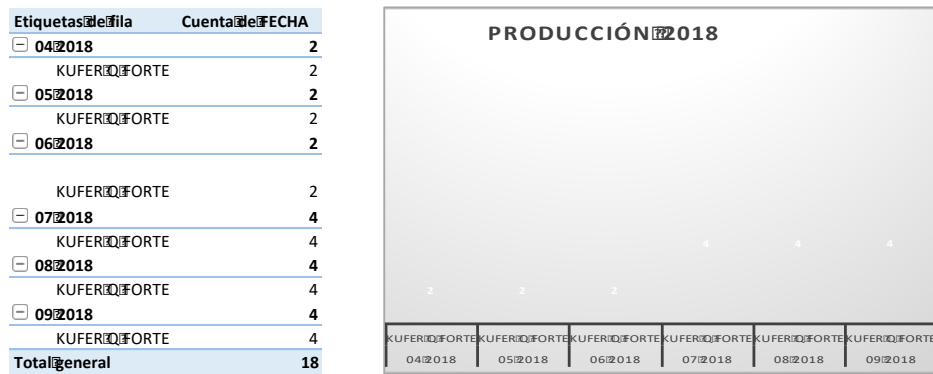 Etiquetas de fila Cuenta de FECHA
04 2018 2
KUFER Q FORTE 2
05 2018 2
KUFER Q FORTE 2
06 2018 2
KUFER Q FORTE 2
07 2018 4
KUFER Q FORTE 4
08 2018 4
KUFER Q FORTE 4
09 2018 4
KUFER Q FORTE 4
Total general 18
PRODUCCIÓN 2018
4 4 4
2 2 2
KUFER Q FORTE KUFER Q FORTE KUFER Q FORTE KUFER Q FORTE KUFER Q FORTE KUFER Q FORTE
04 2018 05 2018 06 2018 07 2018 08 2018 09 2018